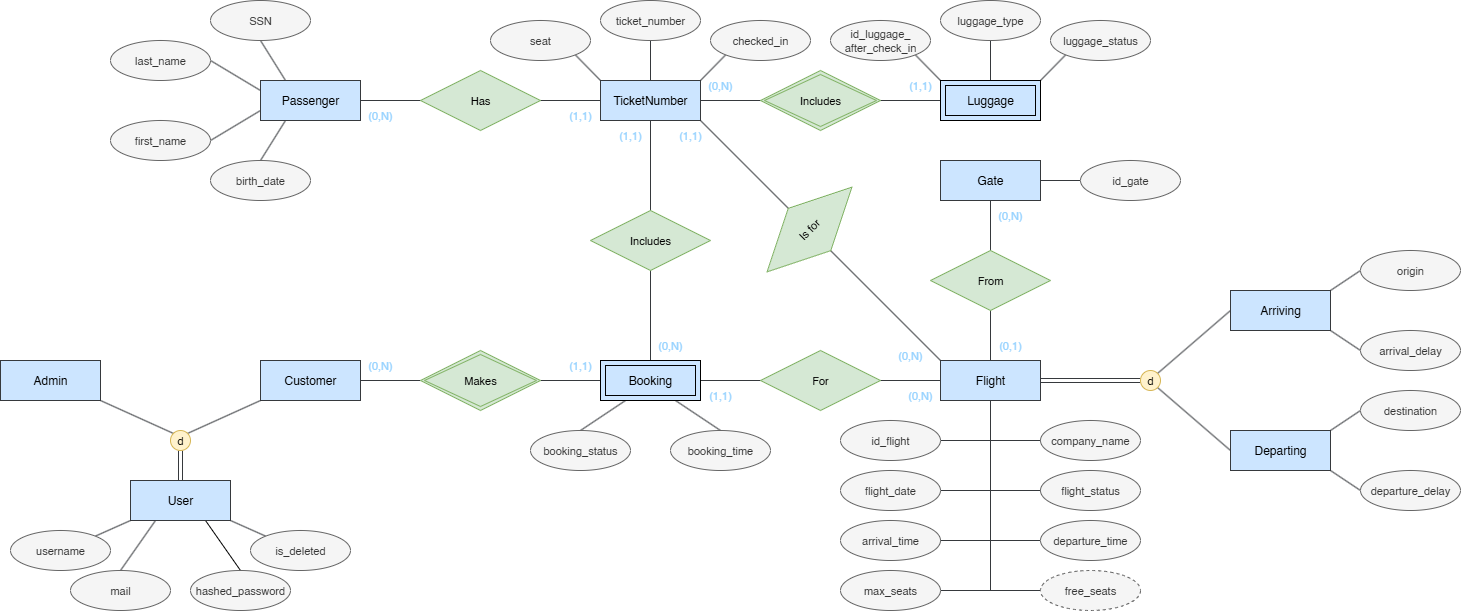 SSN
ticket_number
luggage_type
seat
checked_in
id_luggage_
after_check_in
luggage_status
last_name
(0,N)
(1,1)
Passenger
Has
TicketNumber
Includes
Luggage
(0,N)
(1,1)
(1,1)
(1,1)
first_name
birth_date
Gate
id_gate
(0,N)
Is for
Includes
From
origin
Arriving
(0,N)
(0,1)
arrival_delay
(0,N)
(0,N)
(1,1)
Admin
Customer
Makes
Booking
For
Flight
d
(1,1)
(0,N)
destination
d
id_flight
company_name
booking_status
booking_time
Departing
User
flight_date
flight_status
departure_delay
username
is_deleted
arrival_time
departure_time
mail
hashed_password
max_seats
free_seats